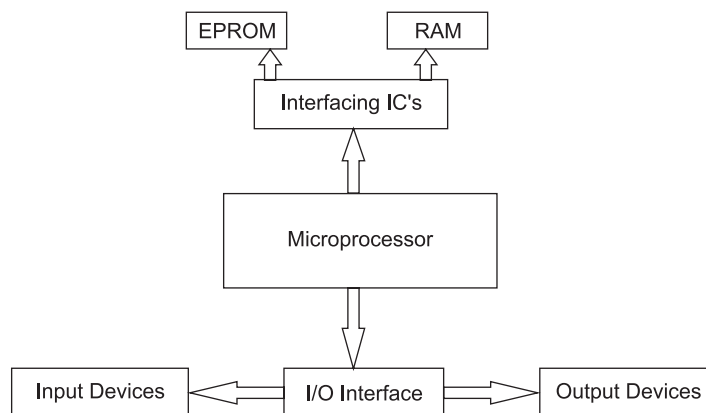 EPROM
RAM
Interfacing IC's
Microprocessor
Input Devices
I/O Interface
Output Devices